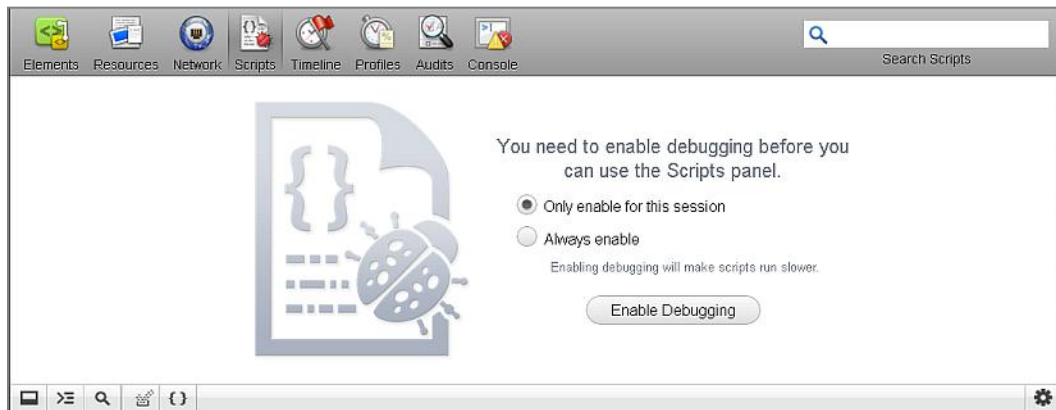 Elements Resources Network Scripts Timeline Profiles Audits Console
Search Scripts
You need to enable debugging before you
can use the Scripts panel.
Only enable for this session
Always enable
Enabling debugging will make scripts run slower.
Enable Debugging